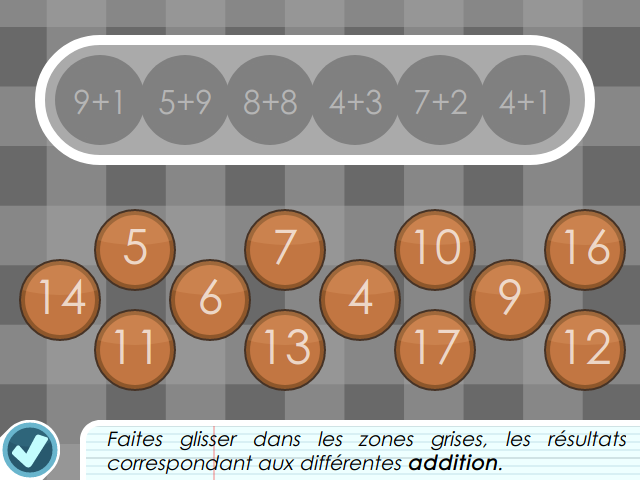 9+1 5+9 8+8 4+3 7+2 4+1
5 7 10 16
14 6 4 9
11 13 17 12
Faites glisser dans les zones grises, les résultats
correspondant aux différentes addition.